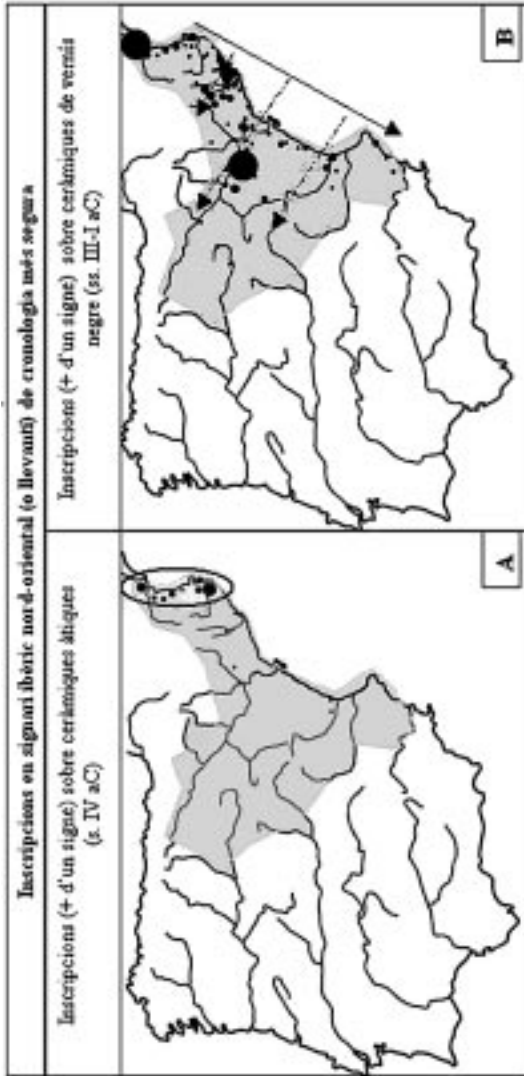 Inscripcions en signari ibèric nord-oriental (o llevantí) de cronologia més segura
Inscripcions (+ d'un signe) sobre ceràmiques àtiques
(s. IV aC)
A
Inscripcions (+ d'un signe) sobre ceràmiques de vernís
negre (ss. III-I aC)
B